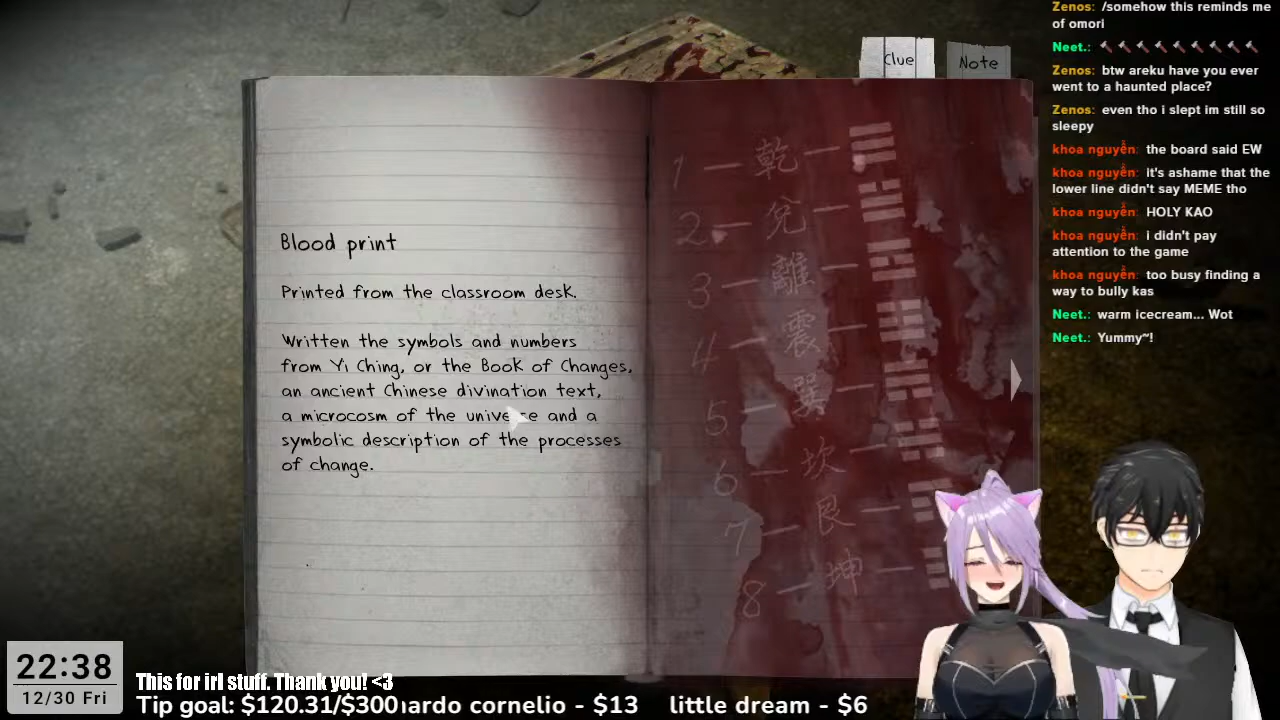 Clue
Note
Blood print
Printed from the classroom desk.
Written the symbols and numbers
from Yi Ching, or the Book of Changes,
an ancient Chinese divination text,
a microcosm of the universe and a
symbolic description of the processes
of change.
1 — 乾 — ☰
2 — 兌 — ☱
3 — 離 — ☲
4 — 震 — ☳
5 — 巽 — ☴
6 — 坎 — ☵
7 — 艮 — ☶
8 — 坤 — ☷
Zenos: /somehow this reminds me
of omori
Neet.: 🔨🔨🔨🔨🔨🔨🔨🔨🔨
Zenos: btw areku have you ever
went to a haunted place?
Zenos: even tho i slept im still so
sleepy
khoa nguyễn: the board said EW
khoa nguyễn: it's ashame that the
lower line didn't say MEME tho
khoa nguyễn: HOLY KAO
khoa nguyễn: i didn't pay
attention to the game
khoa nguyễn: too busy finding a
way to bully kas
Neet.: warm icecream... Wot
Neet.: Yummy~!
22:38
12/30 Fri
This for irl stuff. Thank you! <3
Tip goal: $120.31/$300 ardo cornelio - $13 little dream - $6